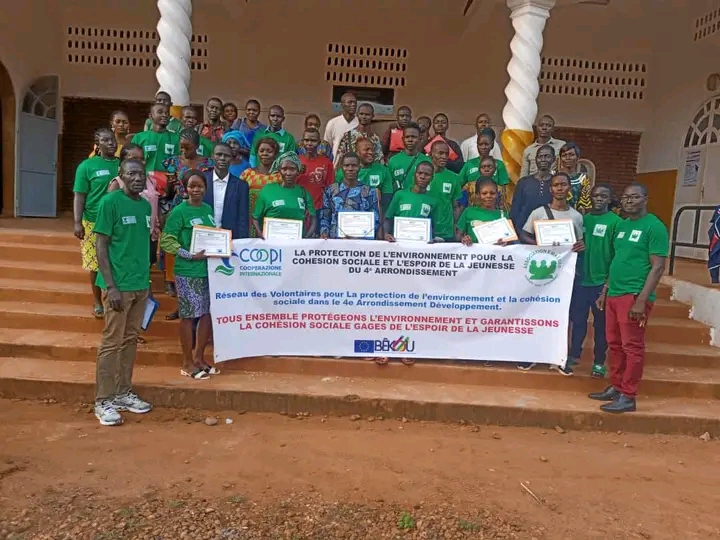 COOPI
COOPERAZIONE
INTERNAZIONALE
LA PROTECTION DE L'ENVIRONNEMENT POUR LA
COHESION SOCIALE ET L'ESPOIR DE LA JEUNESSE
DU 4e ARRONDISSEMENT
Réseau des Volontaires pour La protection de l'environnement et la cohésion
sociale dans le 4e Arrondissement Développement.
TOUS ENSEMBLE PROTÉGEONS L'ENVIRONNEMENT ET GARANTISSONS
LA COHÉSION SOCIALE GAGES DE L'ESPOIR DE LA JEUNESSE
BÊKOU